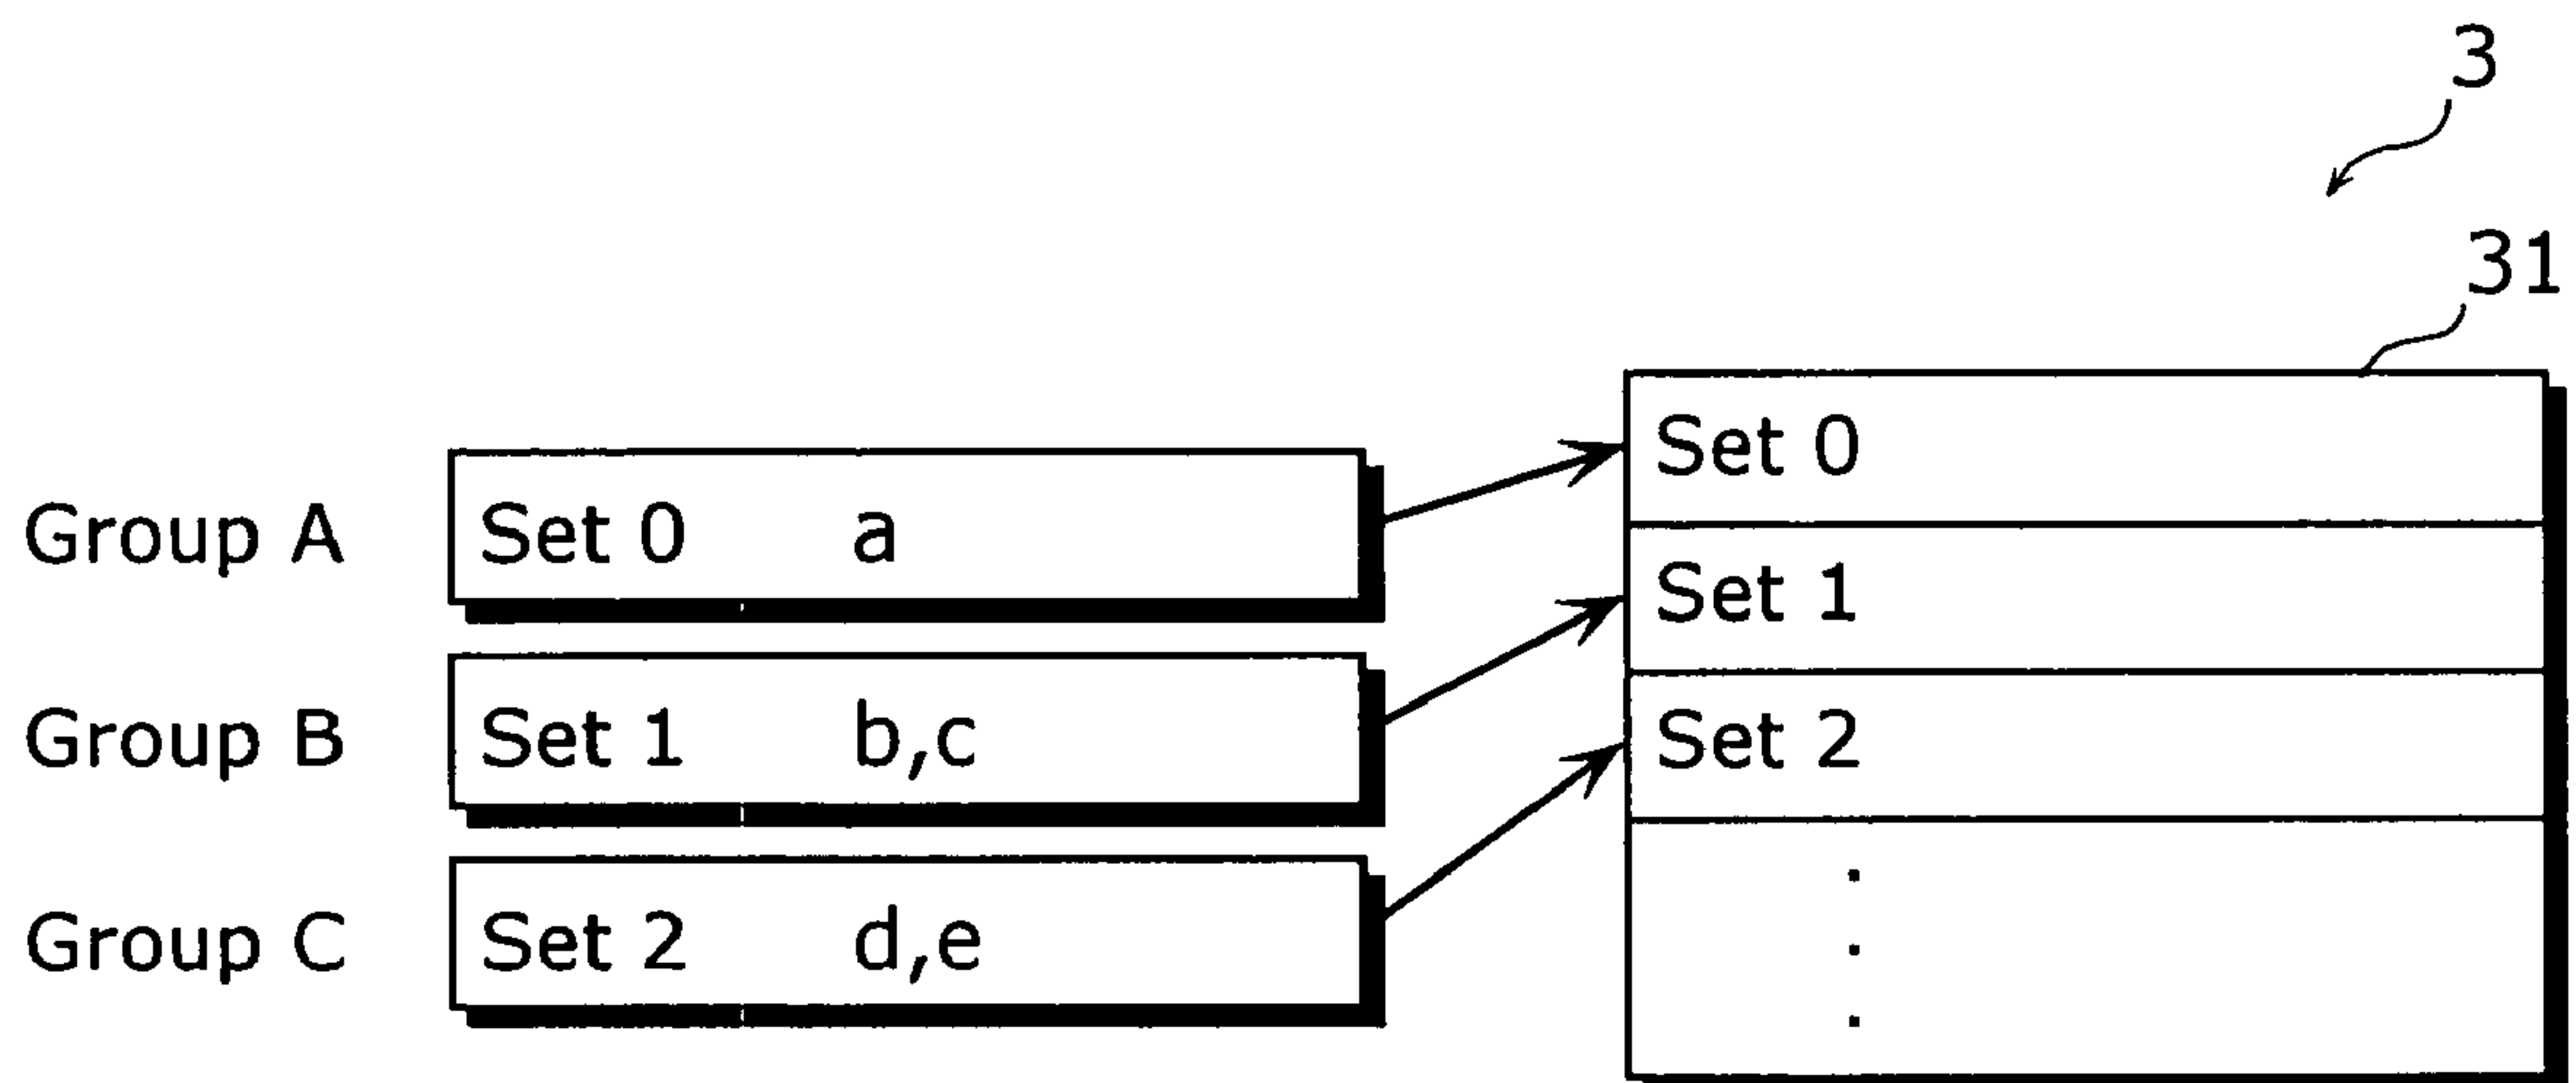 3
31
Group A Set 0 a
Group B Set 1 b,c
Group C Set 2 d,e
Set 0
Set 1
Set 2
.
.
.